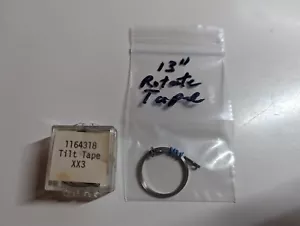 13"
Rotate
Tape
1164318
Tilt Tape
XX3